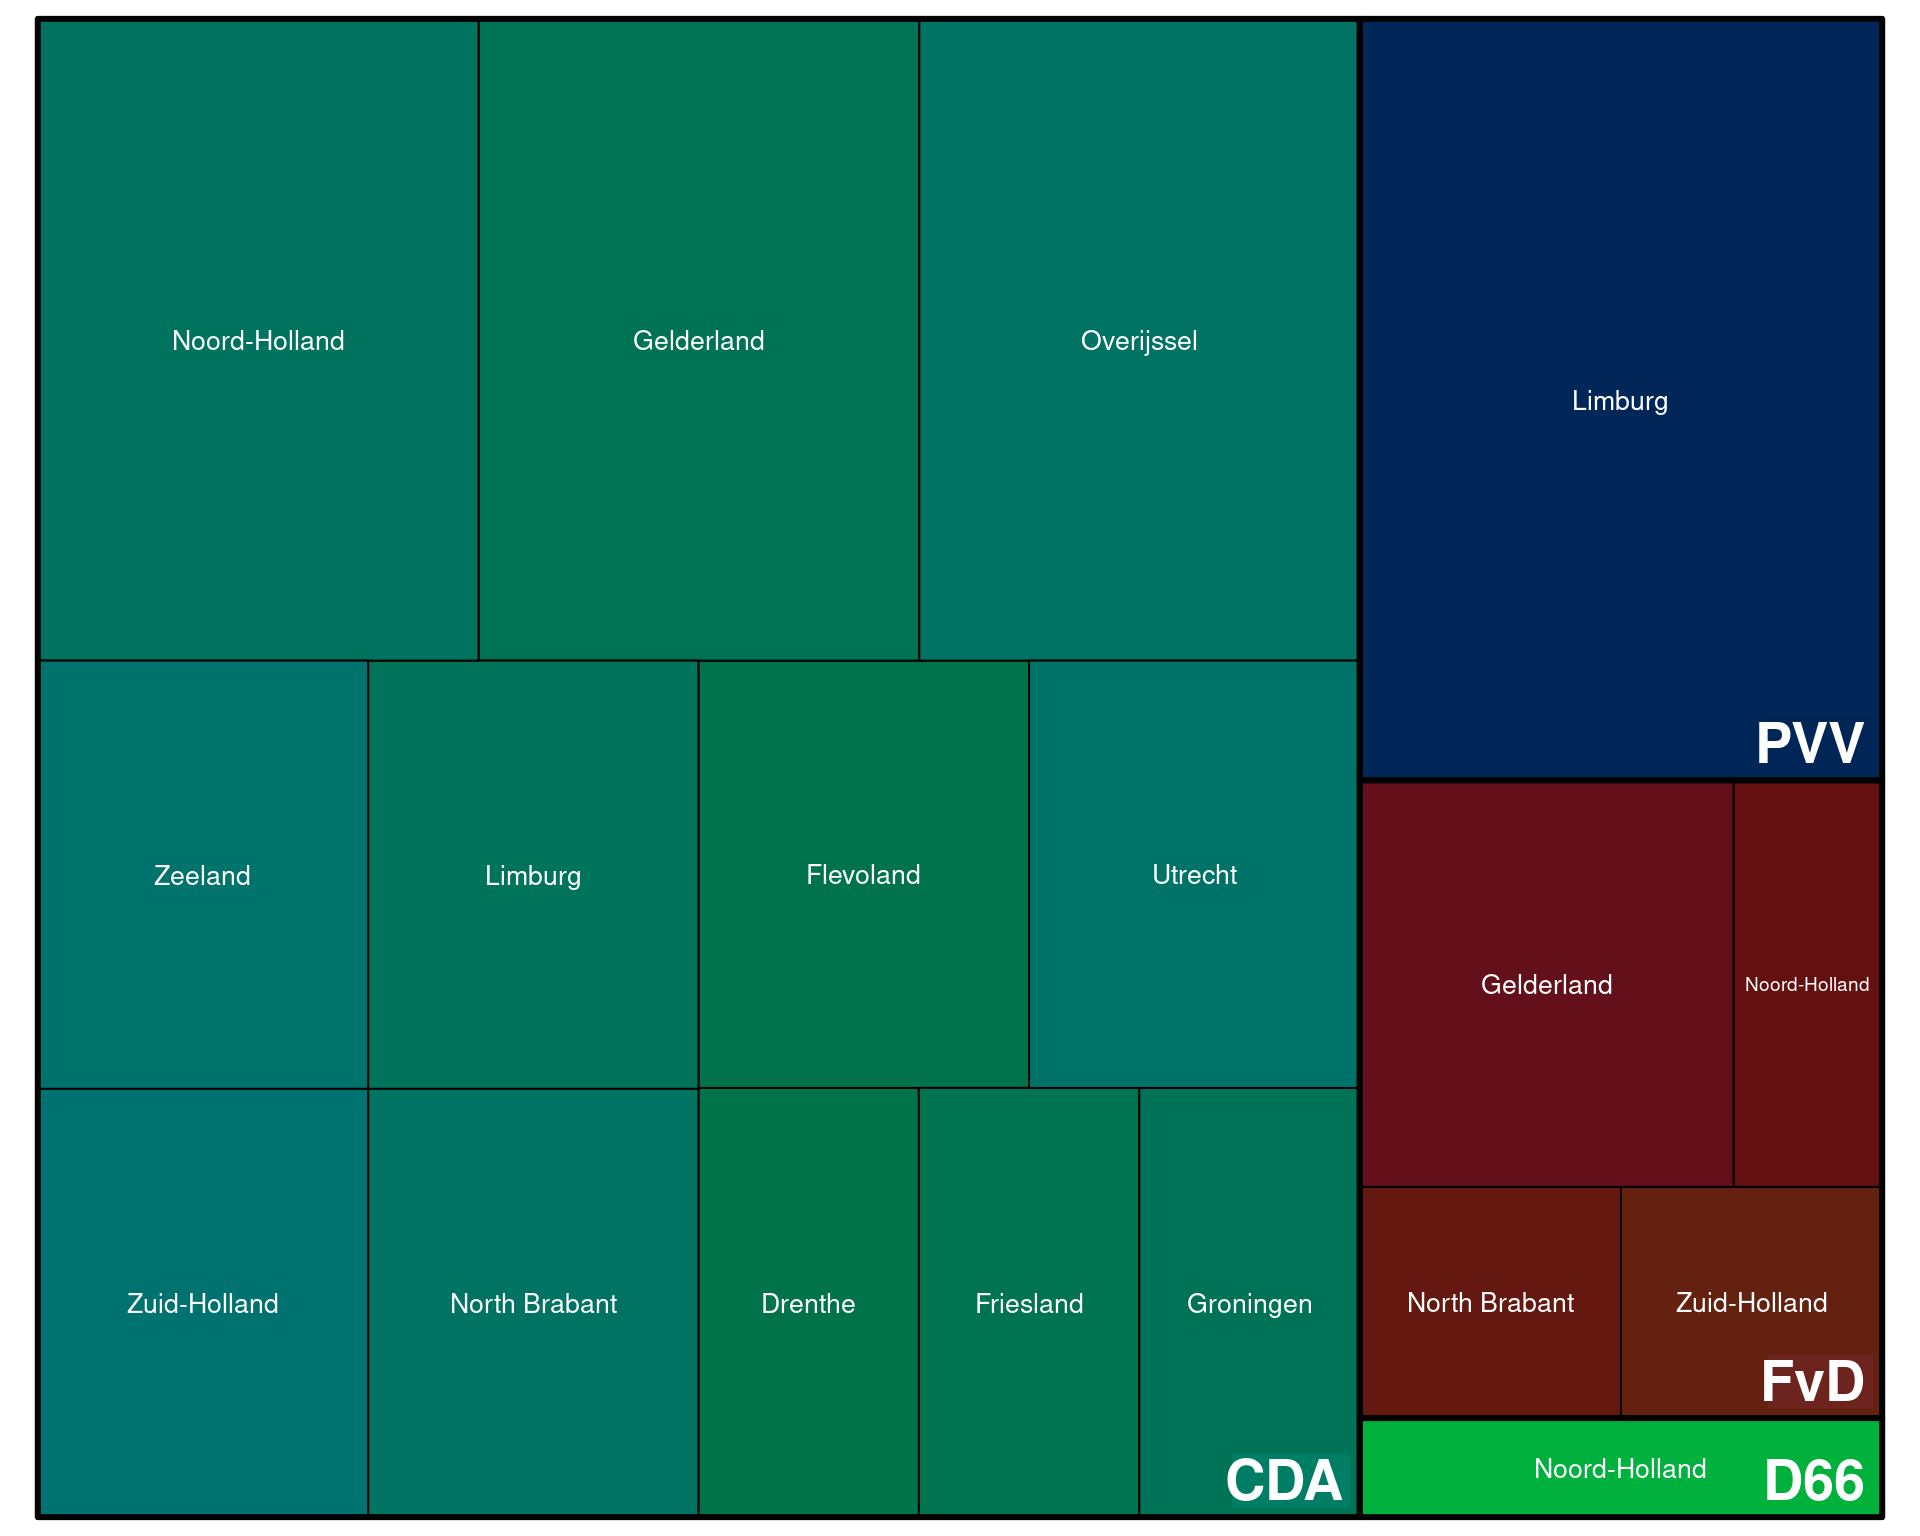 Noord-Holland
Gelderland
Overijssel
Limburg
PVV
Zeeland
Limburg
Flevoland
Utrecht
Gelderland
Noord-Holland
Zuid-Holland
North Brabant
Drenthe
Friesland
Groningen
CDA
North Brabant
Zuid-Holland
FvD
Noord-Holland
D66